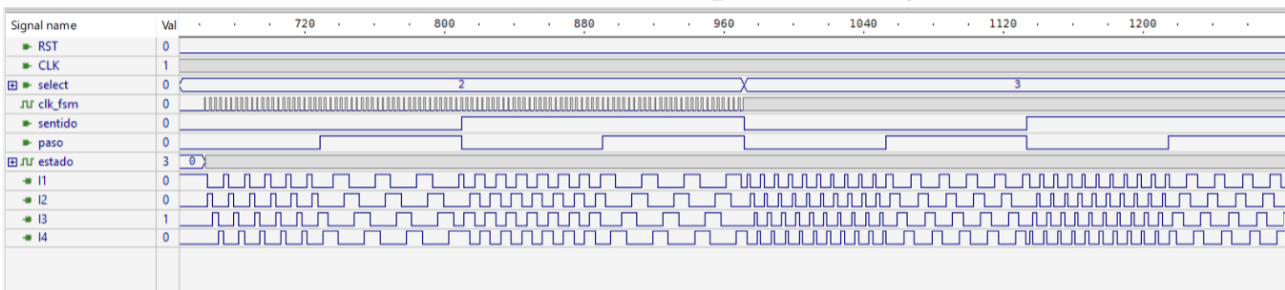 Signal name Val 720 800 880 960 1040 1120 1200
RST 0
CLK 1
select 0 2 3
clk_fsm 0
sentido 0
paso 0
estado 3 0
I1 0
I2 0
I3 1
I4 0